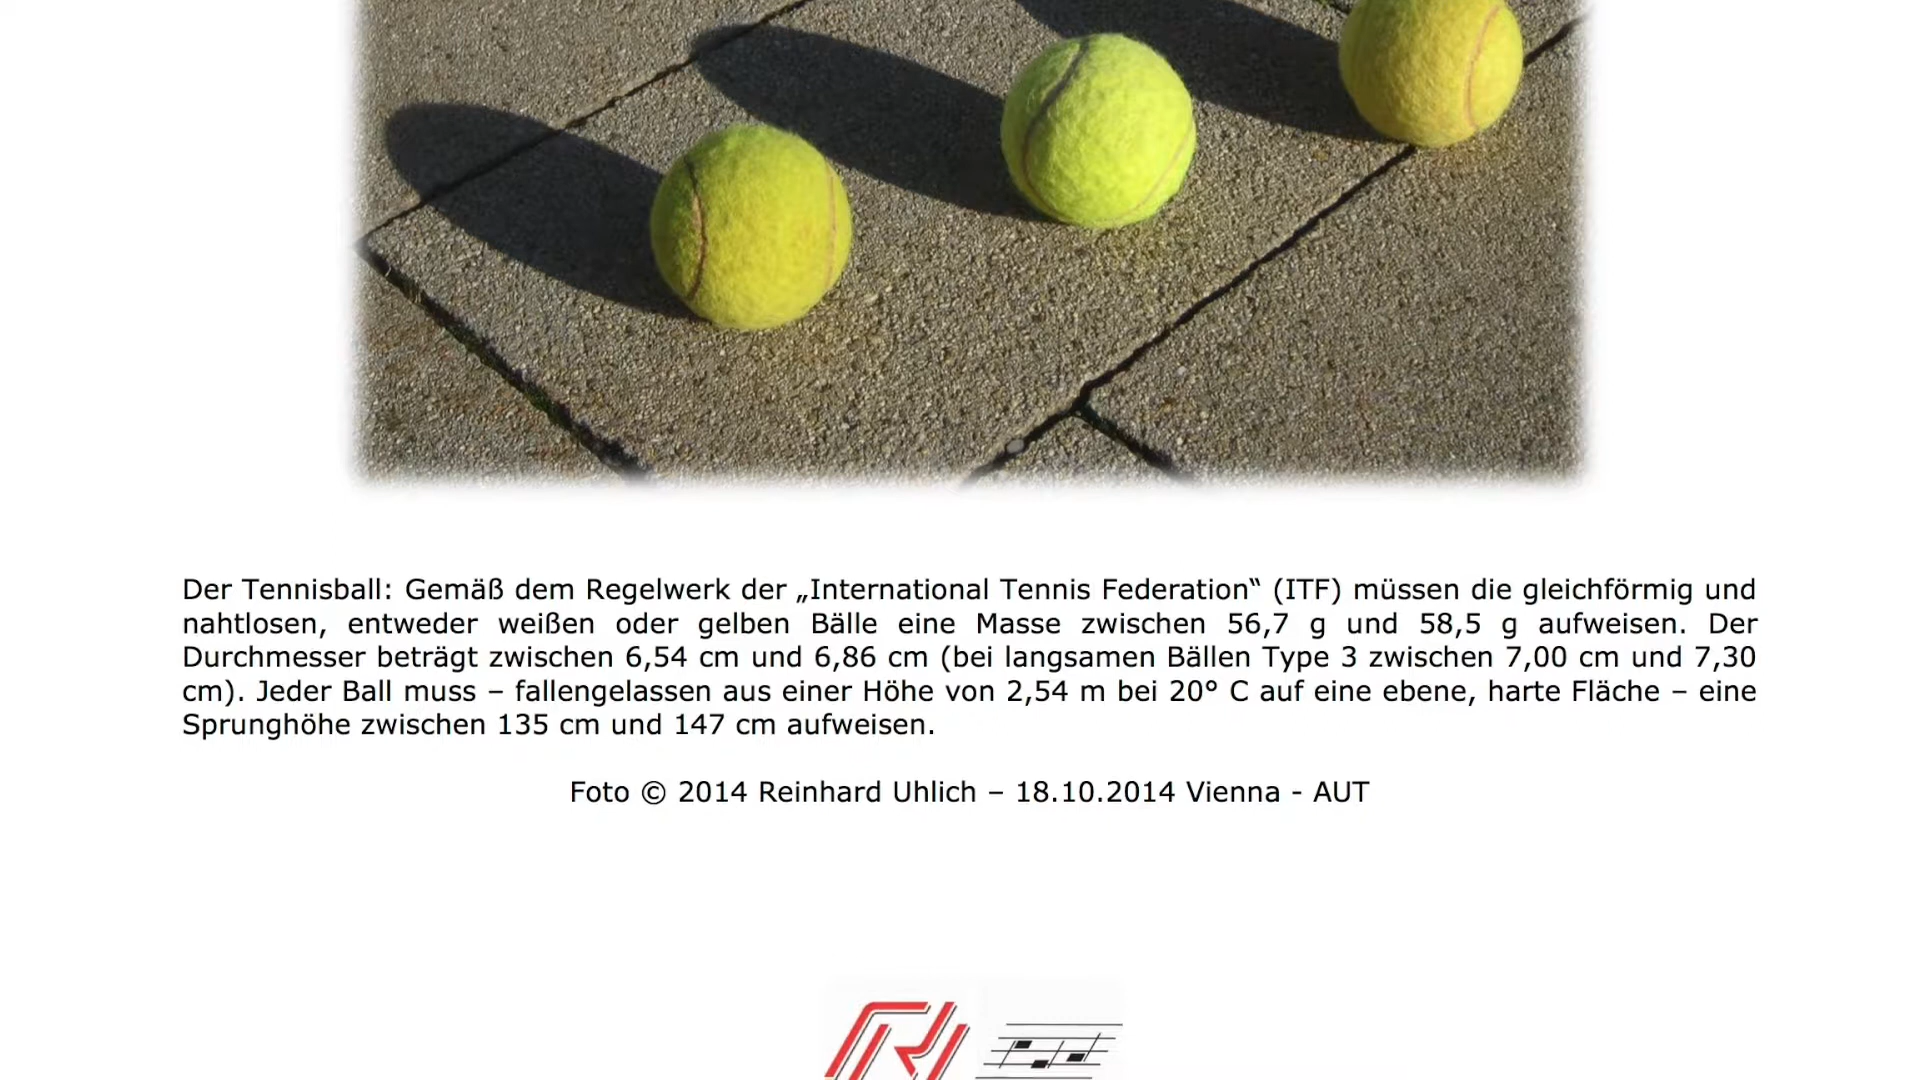 Der Tennisball: Gemäß dem Regelwerk der „International Tennis Federation“ (ITF) müssen die gleichförmig und
nahtlosen, entweder weißen oder gelben Bälle eine Masse zwischen 56,7 g und 58,5 g aufweisen. Der
Durchmesser beträgt zwischen 6,54 cm und 6,86 cm (bei langsamen Bällen Type 3 zwischen 7,00 cm und 7,30
cm). Jeder Ball muss – fallengelassen aus einer Höhe von 2,54 m bei 20° C auf eine ebene, harte Fläche – eine
Sprunghöhe zwischen 135 cm und 147 cm aufweisen.
Foto © 2014 Reinhard Uhlich – 18.10.2014 Vienna - AUT